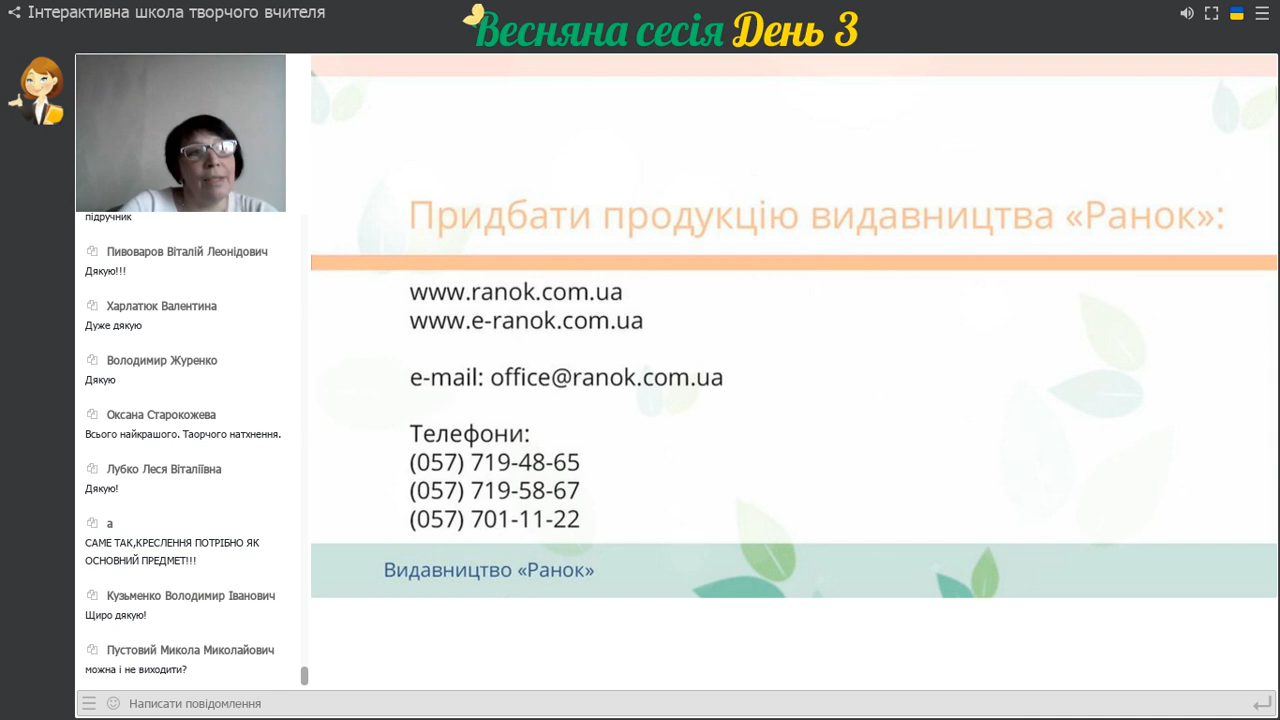 Інтерактивна школа творчого вчителя
Весняна сесія День 3
підручник
Пивоваров Віталій Леонідович
Дякую!!!
Харлатюк Валентина
Дуже дякую
Володимир Журенко
Дякую
Оксана Старокожева
Всього найкрашого. Таорчого натхнення.
Лубко Леся Віталіївна
Дякую!
а
САМЕ ТАК,КРЕСЛЕННЯ ПОТРІБНО ЯК
ОСНОВНИЙ ПРЕДМЕТ!!!
Кузьменко Володимир Іванович
Щиро дякую!
Пустовий Микола Миколайович
можна і не виходити?
Написати повідомлення
Придбати продукцію видавництва «Ранок»:
www.ranok.com.ua
www.e-ranok.com.ua
e-mail: office@ranok.com.ua
Телефони:
(057) 719-48-65
(057) 719-58-67
(057) 701-11-22
Видавництво «Ранок»